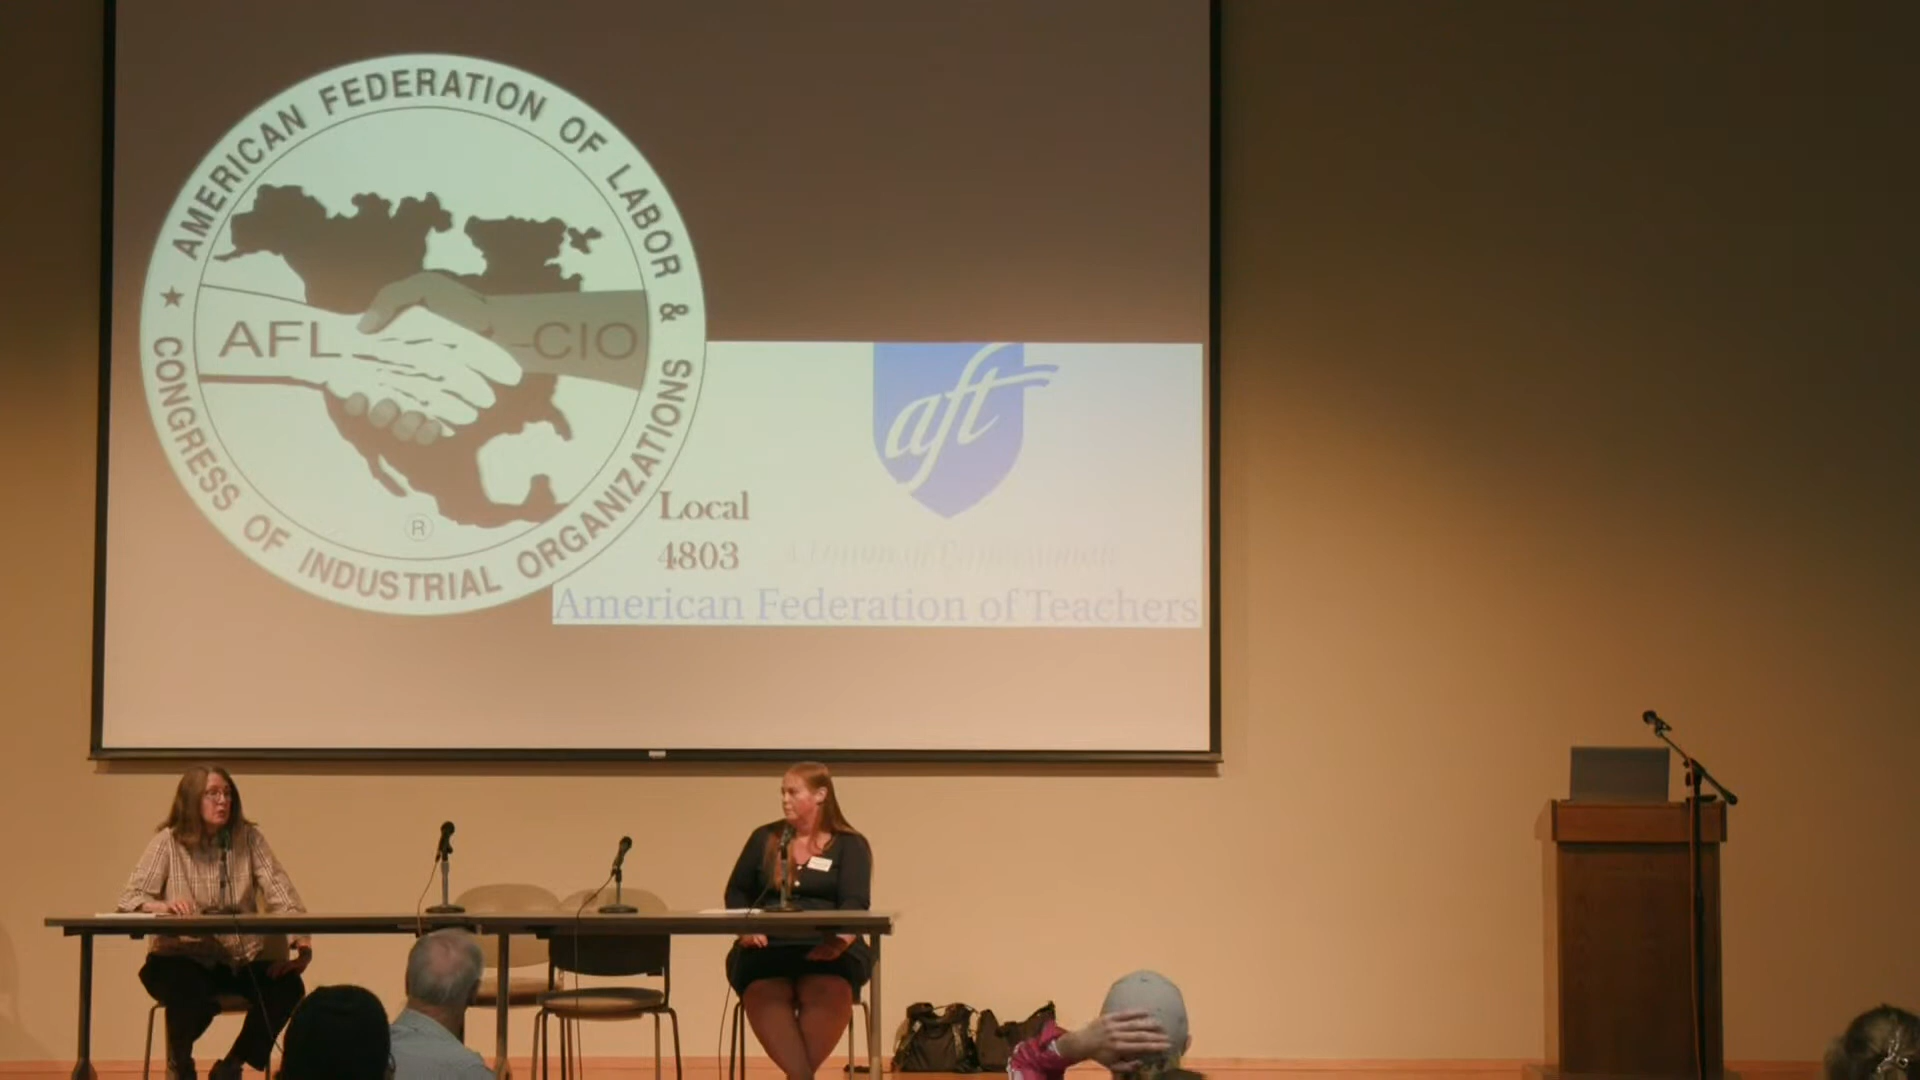 AMERICAN FEDERATION OF LABOR &
★ CONGRESS OF INDUSTRIAL ORGANIZATIONS
AFL-CIO
®
aft
Local
4803
American Federation of Teachers